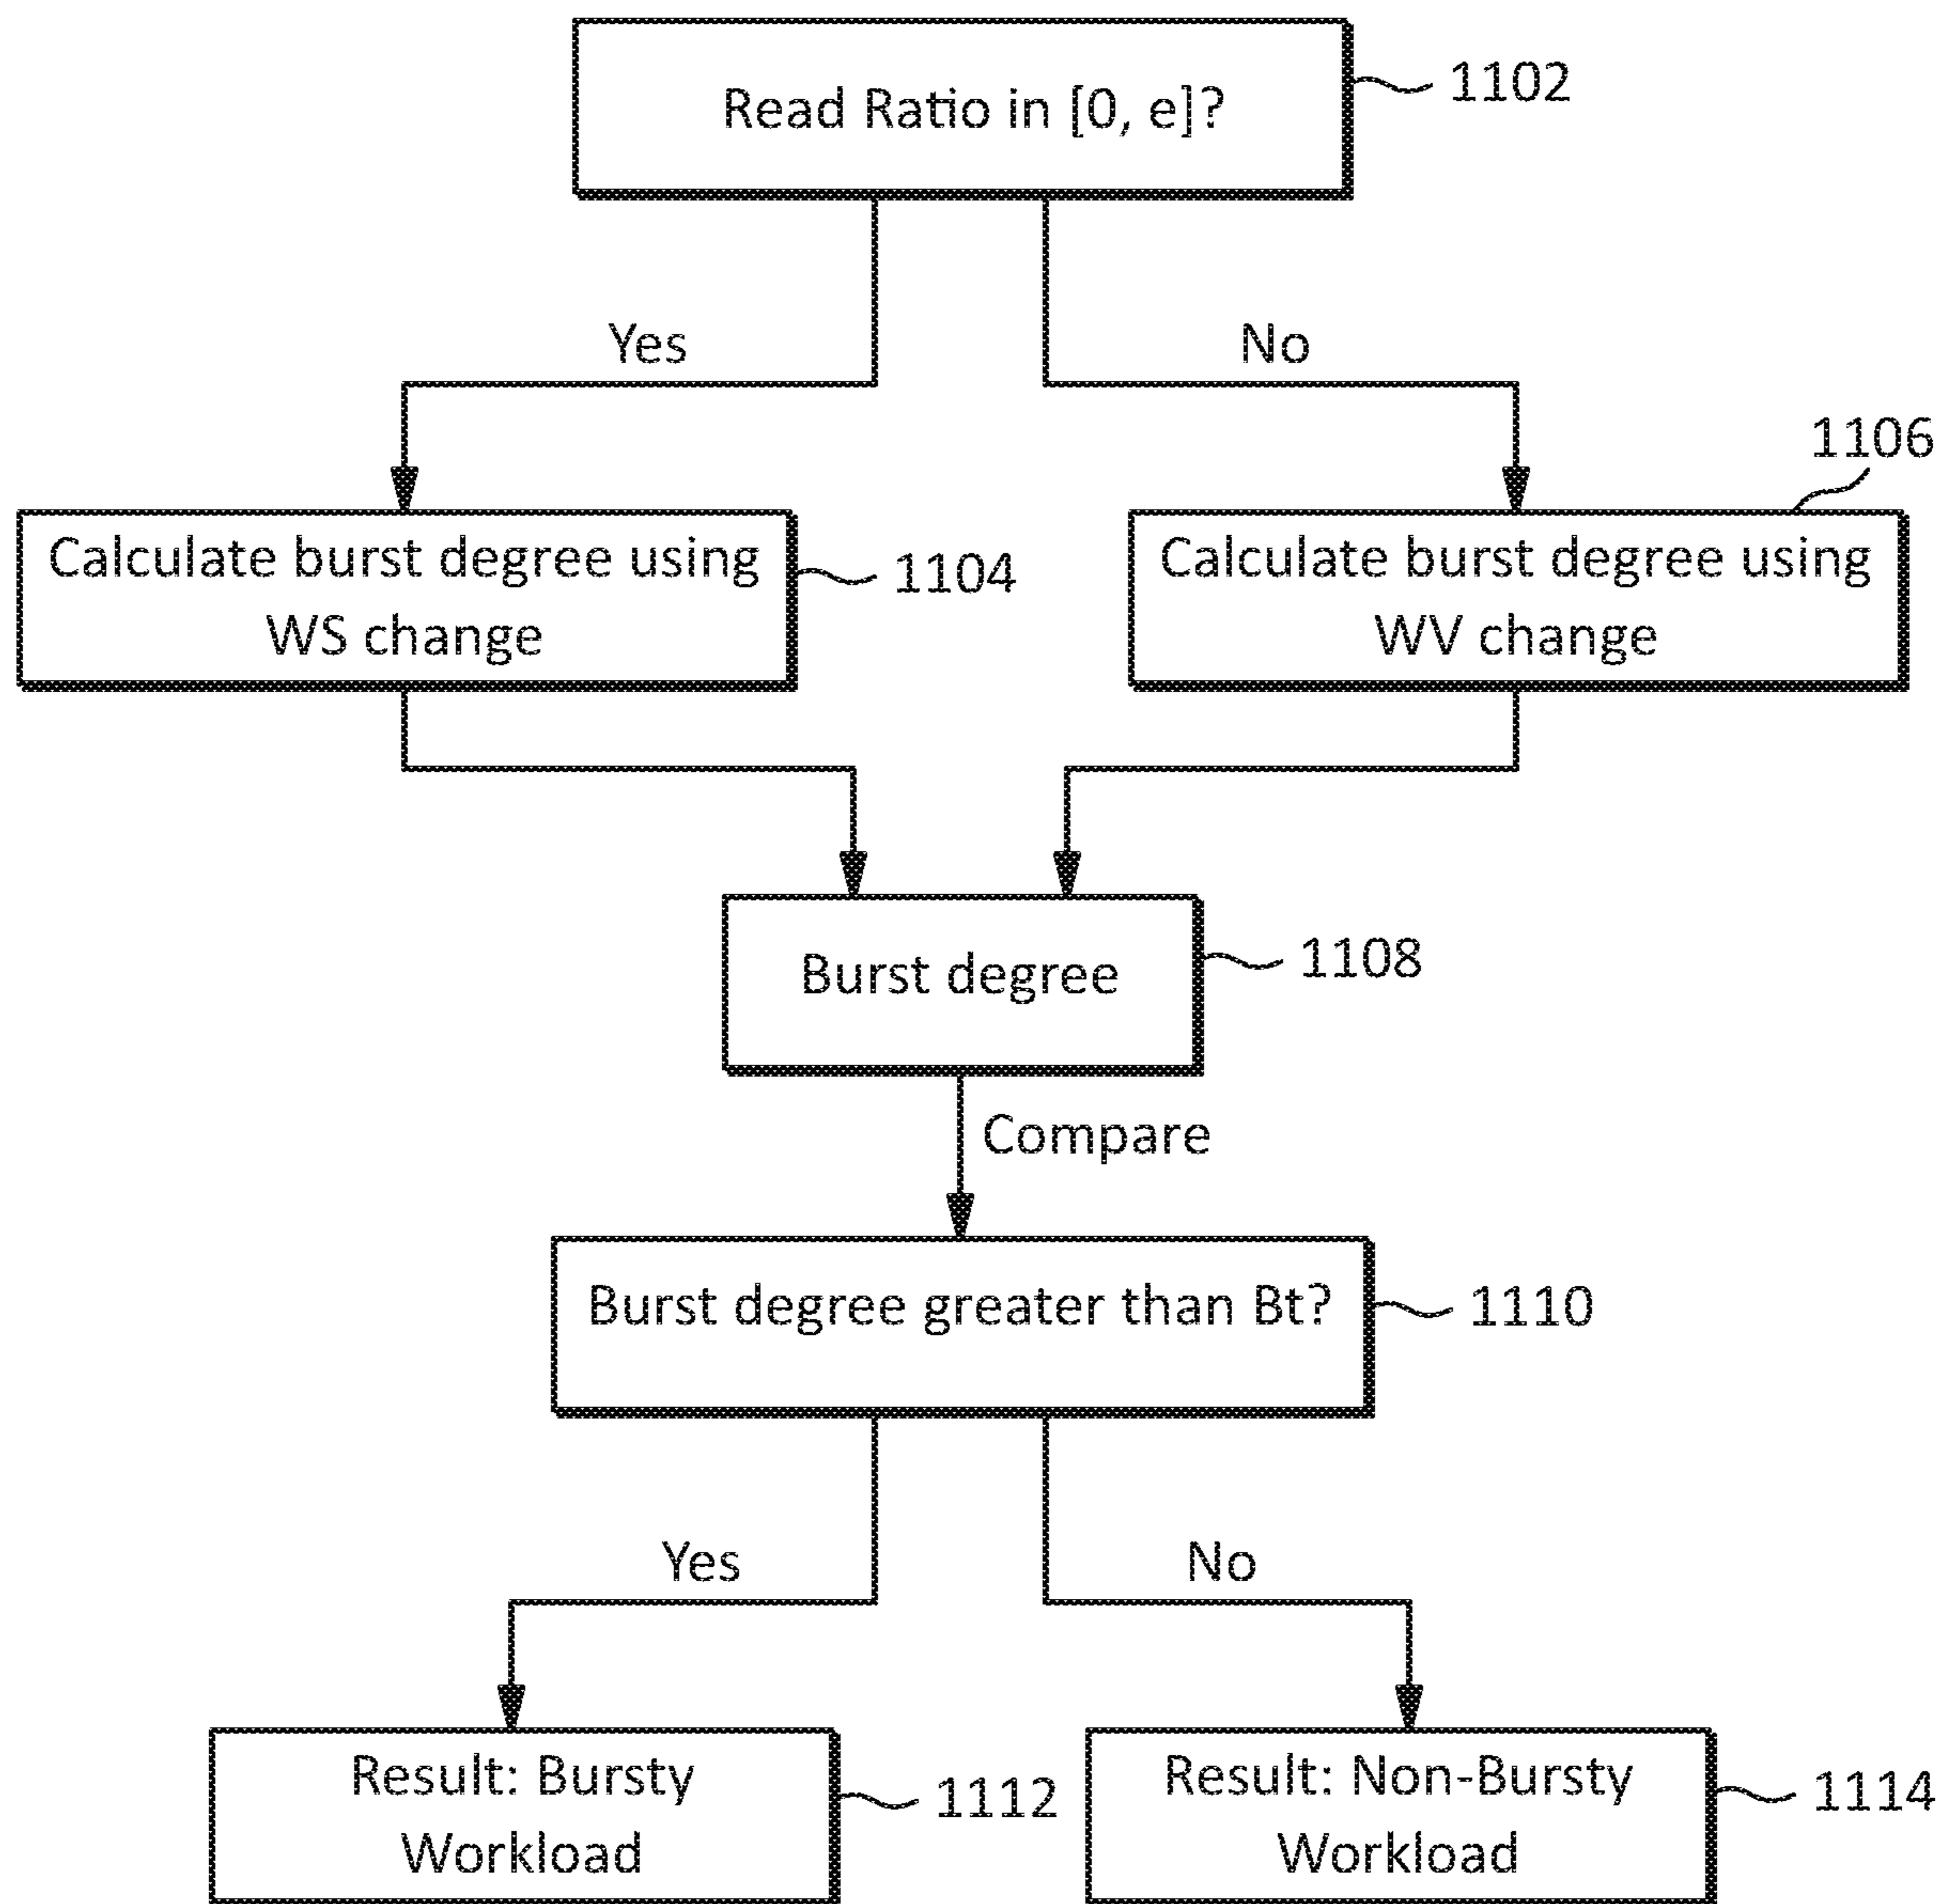 Read Ratio in [0, e]?
1102
Yes
No
1106
Calculate burst degree using
WS change
1104
Calculate burst degree using
WV change
Burst degree
1108
Compare
Burst degree greater than Bt?
1110
Yes
No
Result: Bursty
Workload
1112
Result: Non-Bursty
Workload
1114